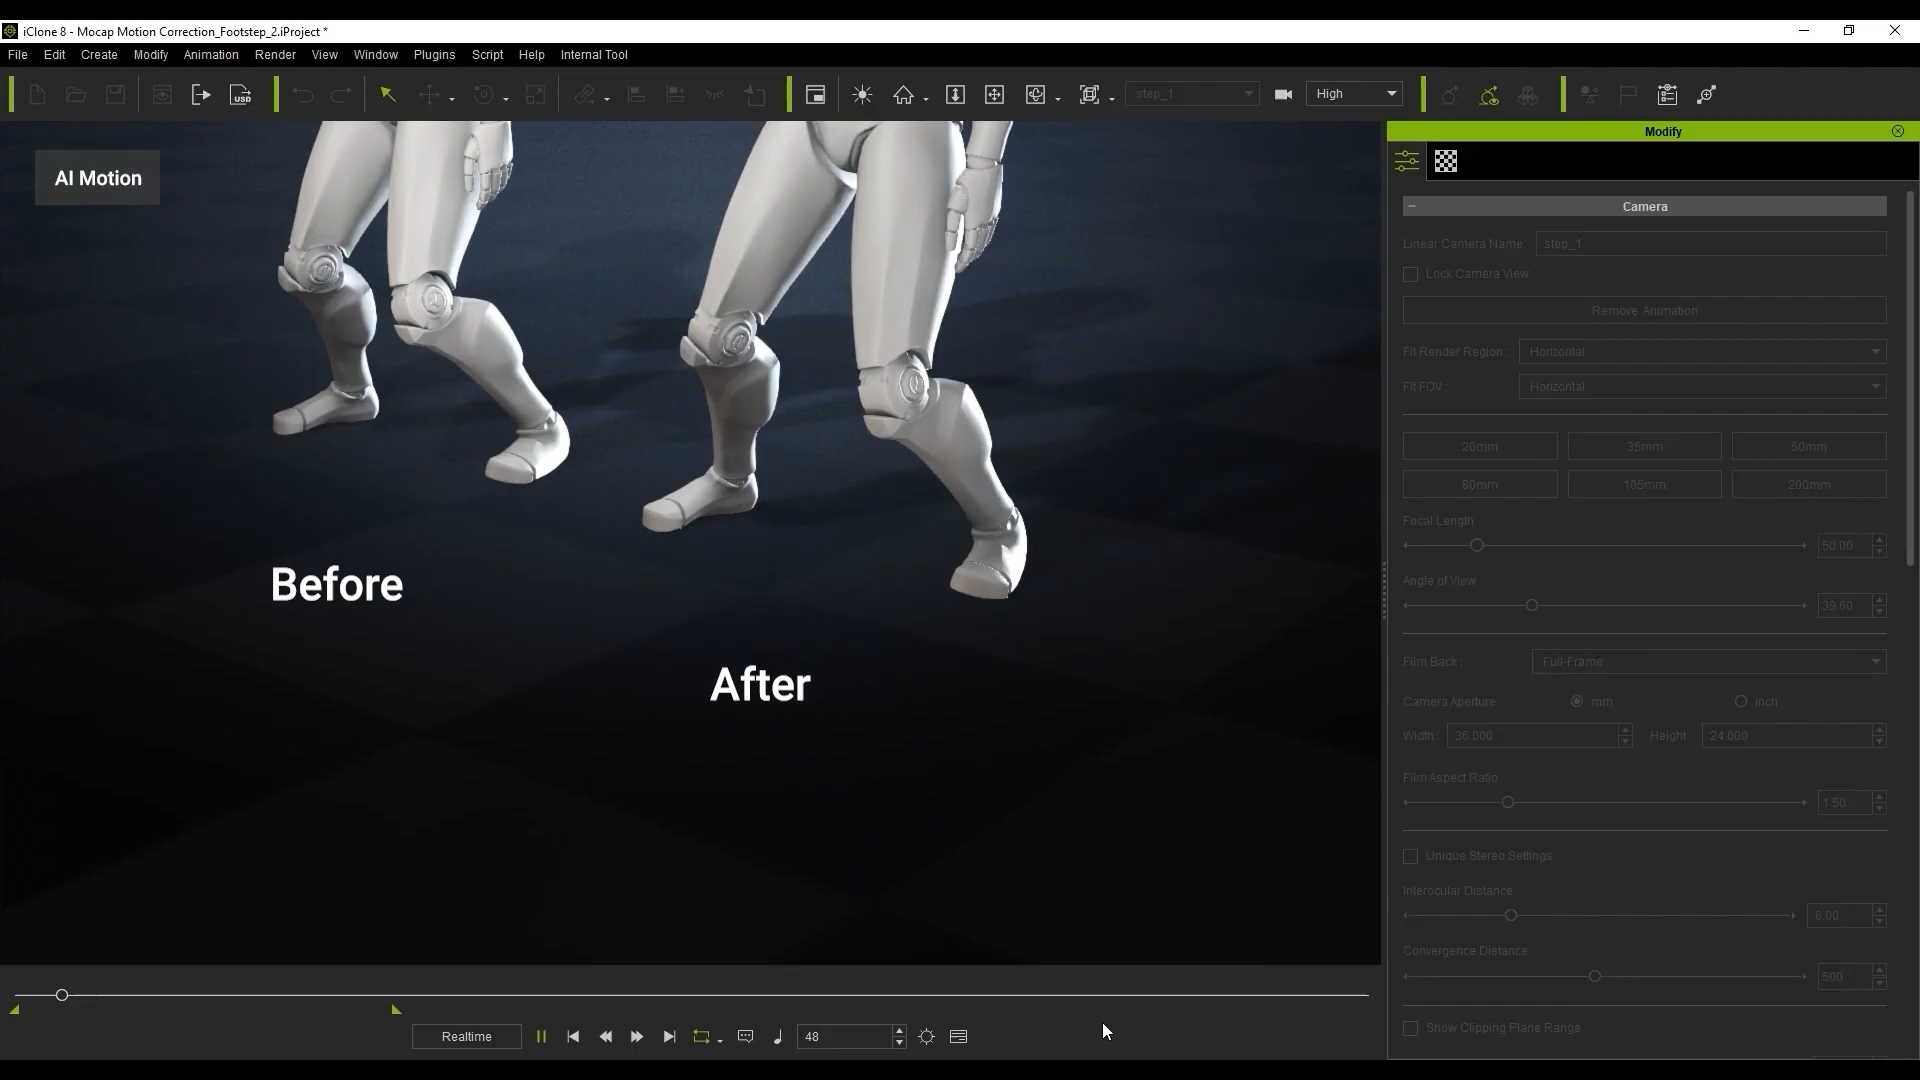 iClone 8 - Mocap Motion Correction_Footstep_2.iProject *
File Edit Create Modify Animation Render View Window Plugins Script Help Internal Tool
USD
step_1
High
Modify
AI Motion
Camera
Linear Camera Name: step_1
Lock Camera View
Remove Animation
Fit Render Region : Horizontal
Fit FOV : Horizontal
20mm 35mm 50mm
80mm 105mm 200mm
Focal Length
50.00
Angle of View
39.60
Before
Film Back : Full-Frame
After
Camera Aperture : mm inch
Width : 36.000 Height : 24.000
Film Aspect Ratio
1.50
Unique Stereo Settings
Interocular Distance
6.00
Convergence Distance
500
Show Clipping Plane Range
Realtime
48